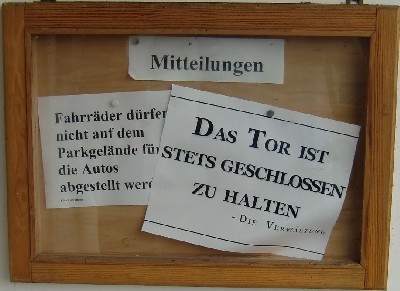 Mitteilungen
Fahrräder dürfen
nicht auf dem
Parkgelände für
die Autos
abgestellt werd
DAS TOR IST
STETS GESCHLOSSEN
ZU HALTEN
- DIE VERWALTUNG